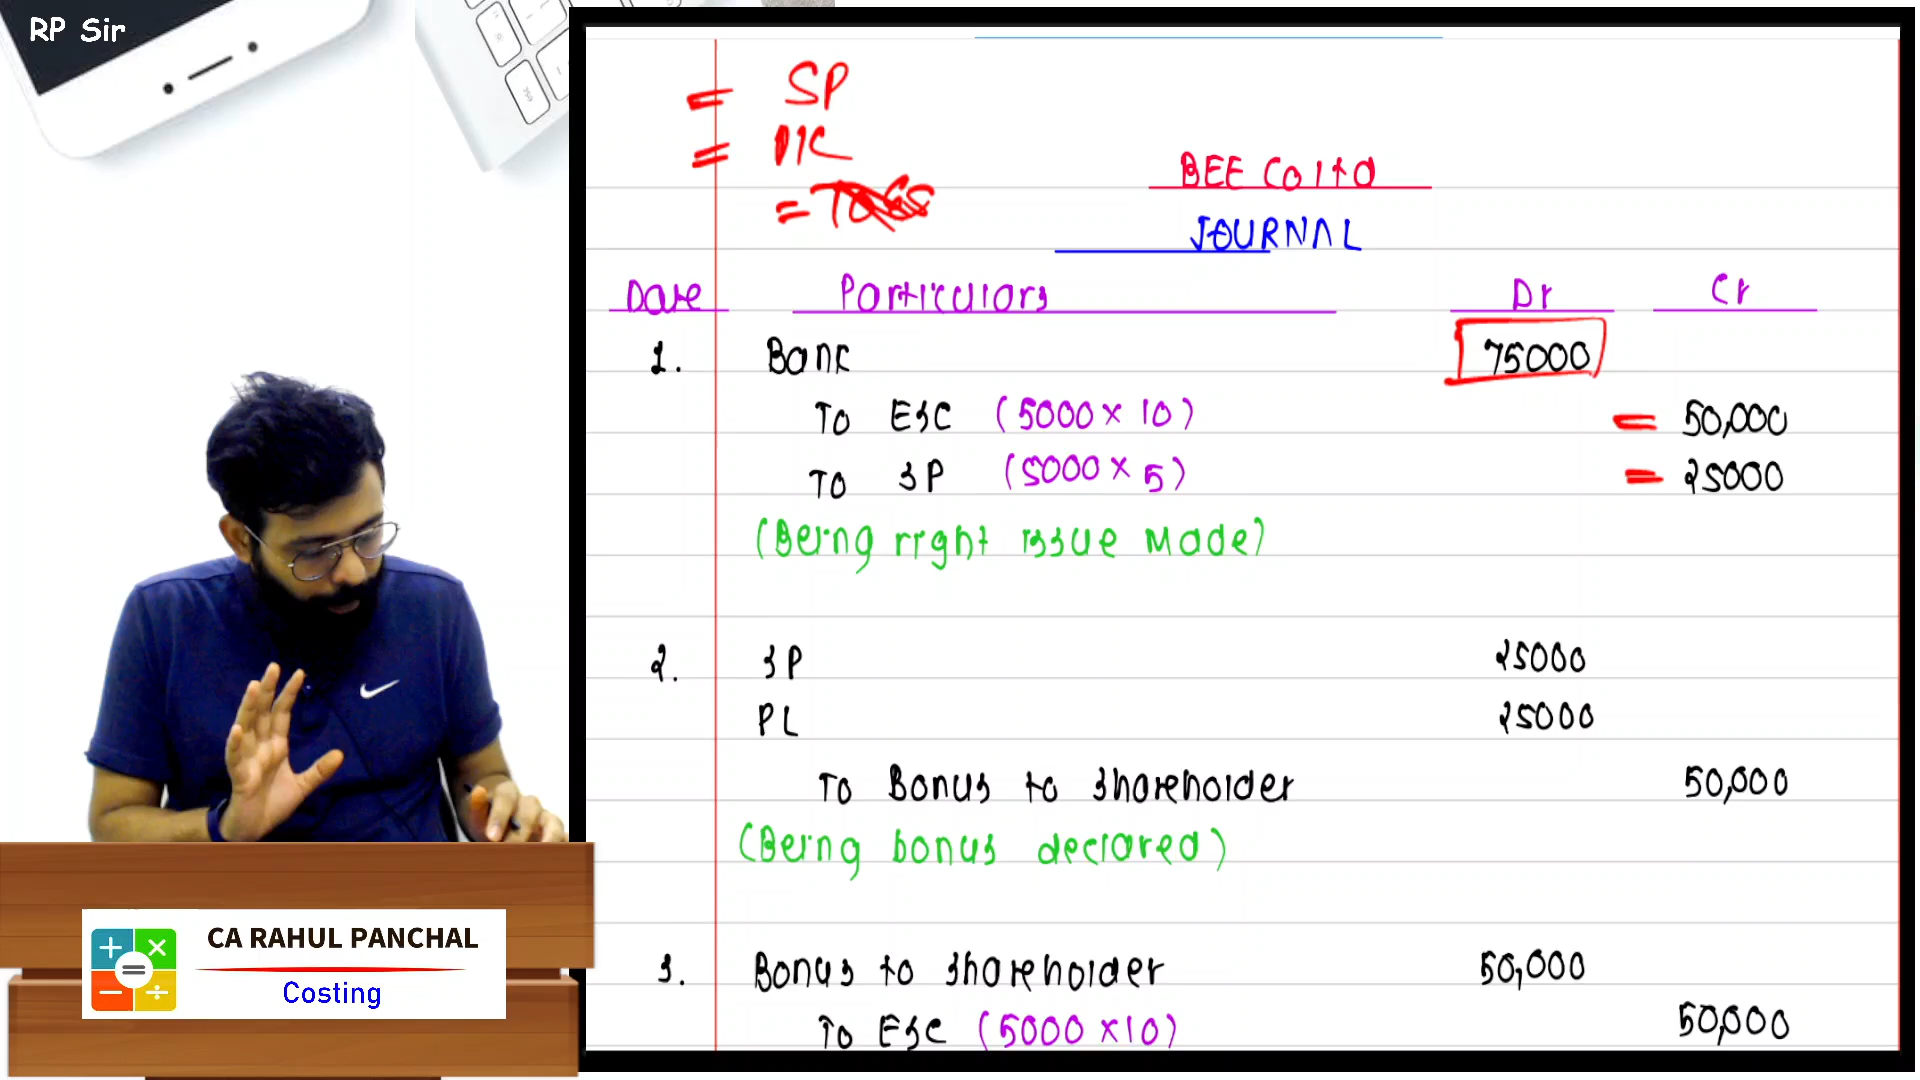 RP Sir
= SP
=
=
BEE Co ltd
JOURNAL
Date Particulars Dr Cr
1. Bank 75000
To ESC (5000 × 10) = 50,000
To SP (5000 × 5) = 25000
(Being right issue Made)
2. SP 25000
PL 25000
To Bonus to Shareholder 50,000
(Being bonus declared)
3. Bonus to Shareholder 50,000
To ESC (5000 × 10) 50,000
CA RAHUL PANCHAL
Costing